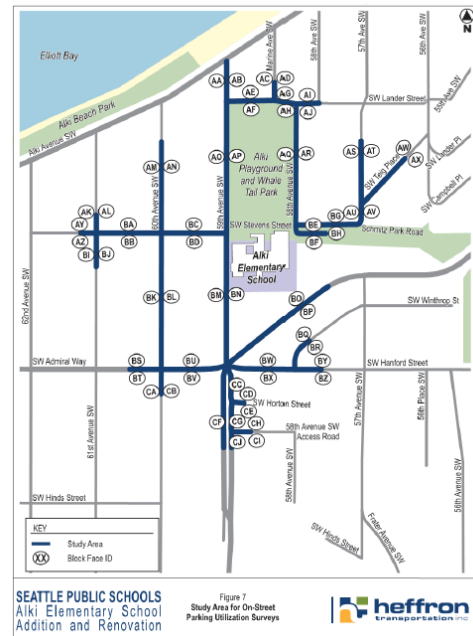 Elliott Bay
Alki Beach Park
Alki Avenue SW
Marine Ave SW
58th Ave SW
57th Ave SW
56th Ave SW
N
55th Ave SW
SW Lander Street
SW Lander Pl
SW Campbell Pl
SW Teig Place
AA AB AC AD
AE AG AI
AF AH AJ
AM AN AO AP AQ AR AS AT AW AX
Alki
Playground
and Whale
Tail Park
58th Avenue SW
60th Avenue SW
59th Avenue SW
AK AL
AY BA BC
AZ BB BD
BI BJ
SW Stevens Street
BE BG AU AV
BF BH
Schmitz Park Road
Alki
Elementary
School
62nd Avenue SW
BK BL BM BN BO BP
SW Winthrop St
BQ
BR
SW Admiral Way
BS BU BW BY
BT BV BX BZ
SW Hanford Street
CA CB CC
CD
SW Horton Street
CE
CF CG CH
CJ CI
58th Avenue SW
Access Road
61st Avenue SW
57th Avenue SW
56th Place SW
56th Avenue SW
58th Avenue SW
SW Hinds Street
SW Hinds Street
Frater Avenue SW
KEY
Study Area
XX Block Face ID
SEATTLE PUBLIC SCHOOLS
Alki Elementary School
Addition and Renovation
Figure 7
Study Area for On-Street
Parking Utilization Surveys
heffron
transportation inc